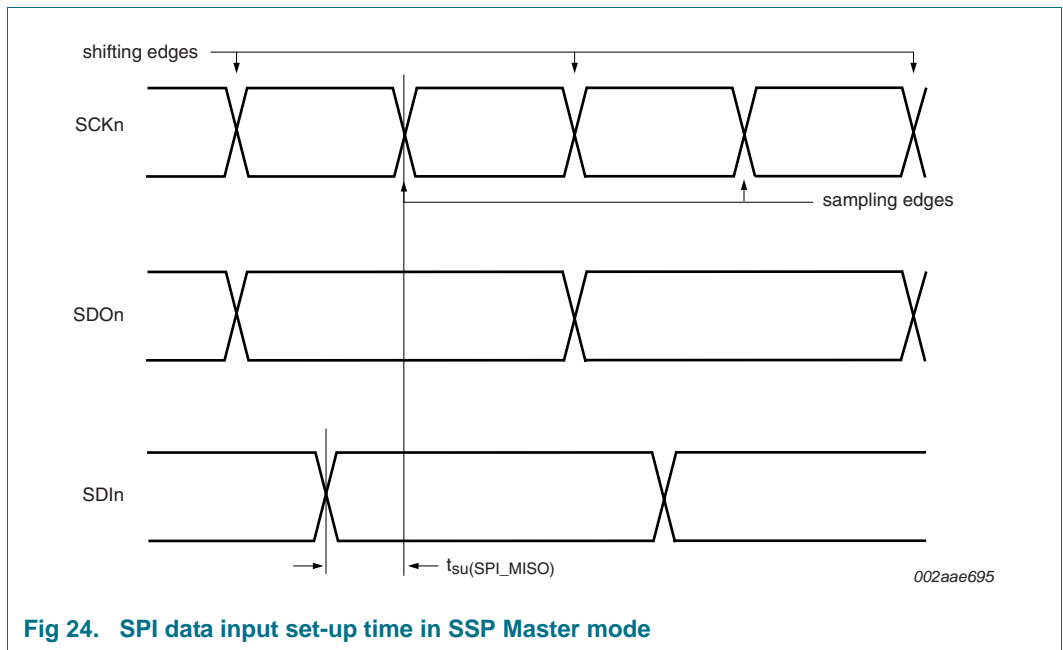 shifting edges
SCKn
sampling edges
SDOn
SDIn
tsu(SPI_MISO)
002aae695
Fig 24. SPI data input set-up time in SSP Master mode